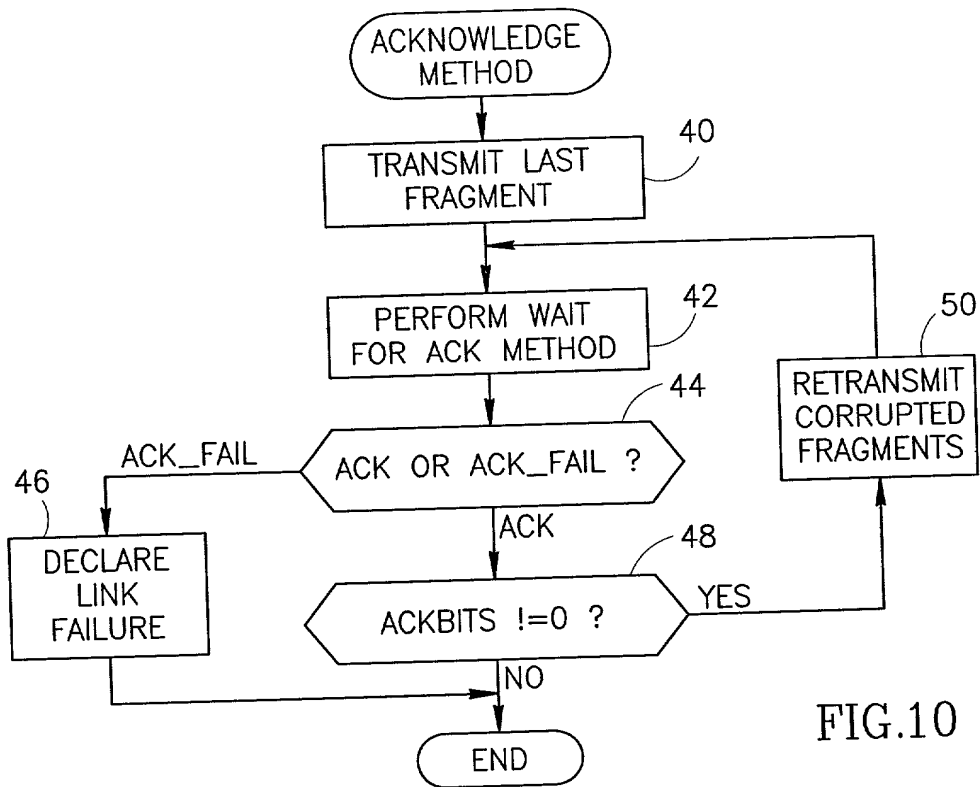 ACKNOWLEDGE
METHOD
40
TRANSMIT LAST
FRAGMENT
42
PERFORM WAIT
FOR ACK METHOD
50
RETRANSMIT
CORRUPTED
FRAGMENTS
44
ACK OR ACK_FAIL ?
ACK_FAIL
46
DECLARE
LINK
FAILURE
ACK
48
ACKBITS !=0 ?
YES
NO
END
FIG.10